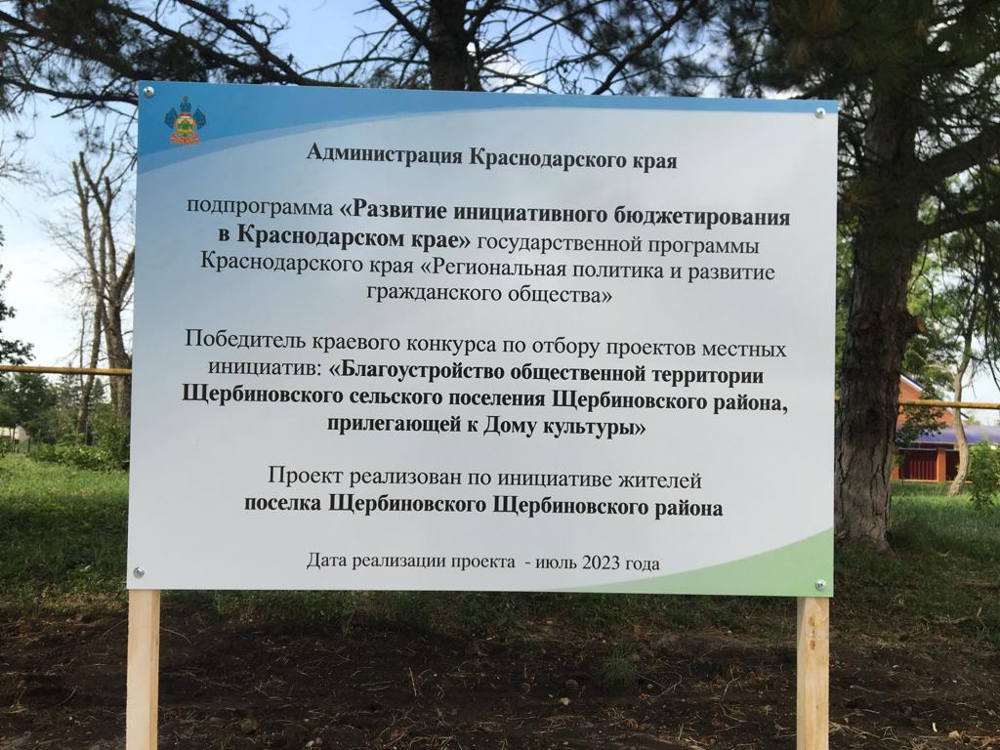 Администрация Краснодарского края
подпрограмма «Развитие инициативного бюджетирования
в Краснодарском крае» государственной программы
Краснодарского края «Региональная политика и развитие
гражданского общества»
Победитель краевого конкурса по отбору проектов местных
инициатив: «Благоустройство общественной территории
Щербиновского сельского поселения Щербиновского района,
прилегающей к Дому культуры»
Проект реализован по инициативе жителей
поселка Щербиновского Щербиновского района
Дата реализации проекта - июль 2023 года